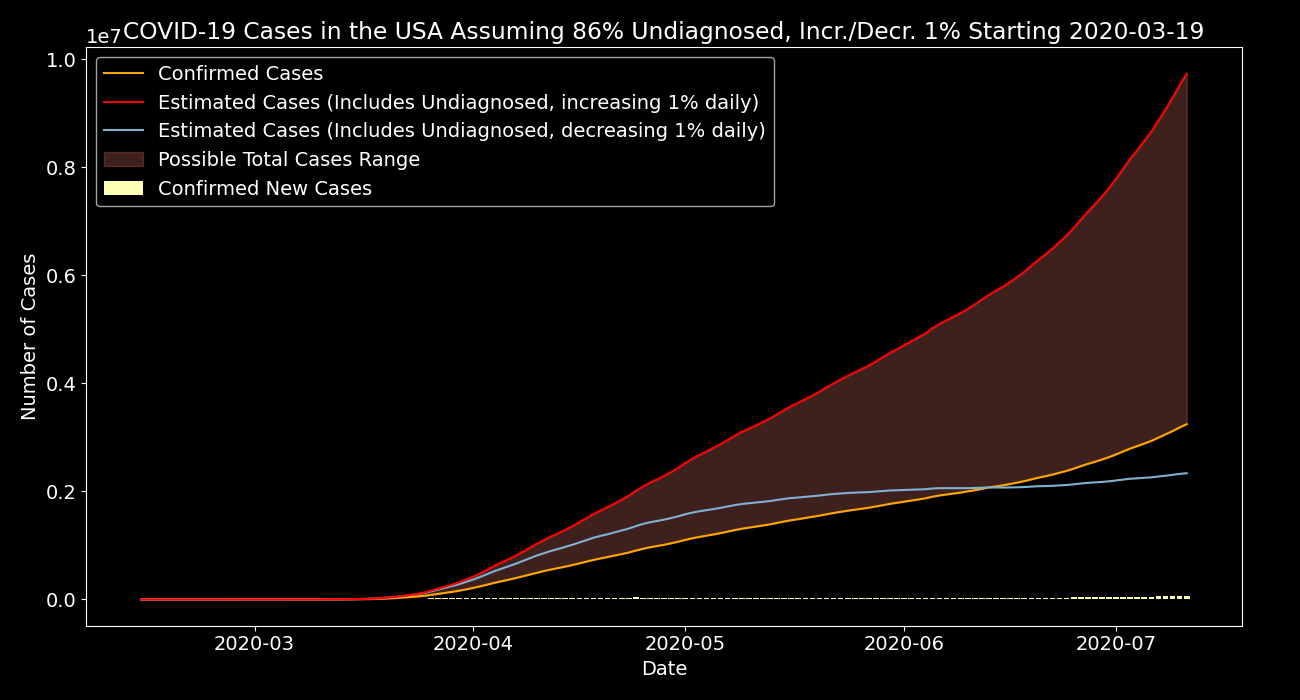 COVID-19 Cases in the USA Assuming 86% Undiagnosed, Incr./Decr. 1% Starting 2020-03-19
1e7
Confirmed Cases
Estimated Cases (Includes Undiagnosed, increasing 1% daily)
Estimated Cases (Includes Undiagnosed, decreasing 1% daily)
Possible Total Cases Range
Confirmed New Cases
Number of Cases
1.0
0.8
0.6
0.4
0.2
0.0
2020-03
2020-04
2020-05
2020-06
2020-07
Date